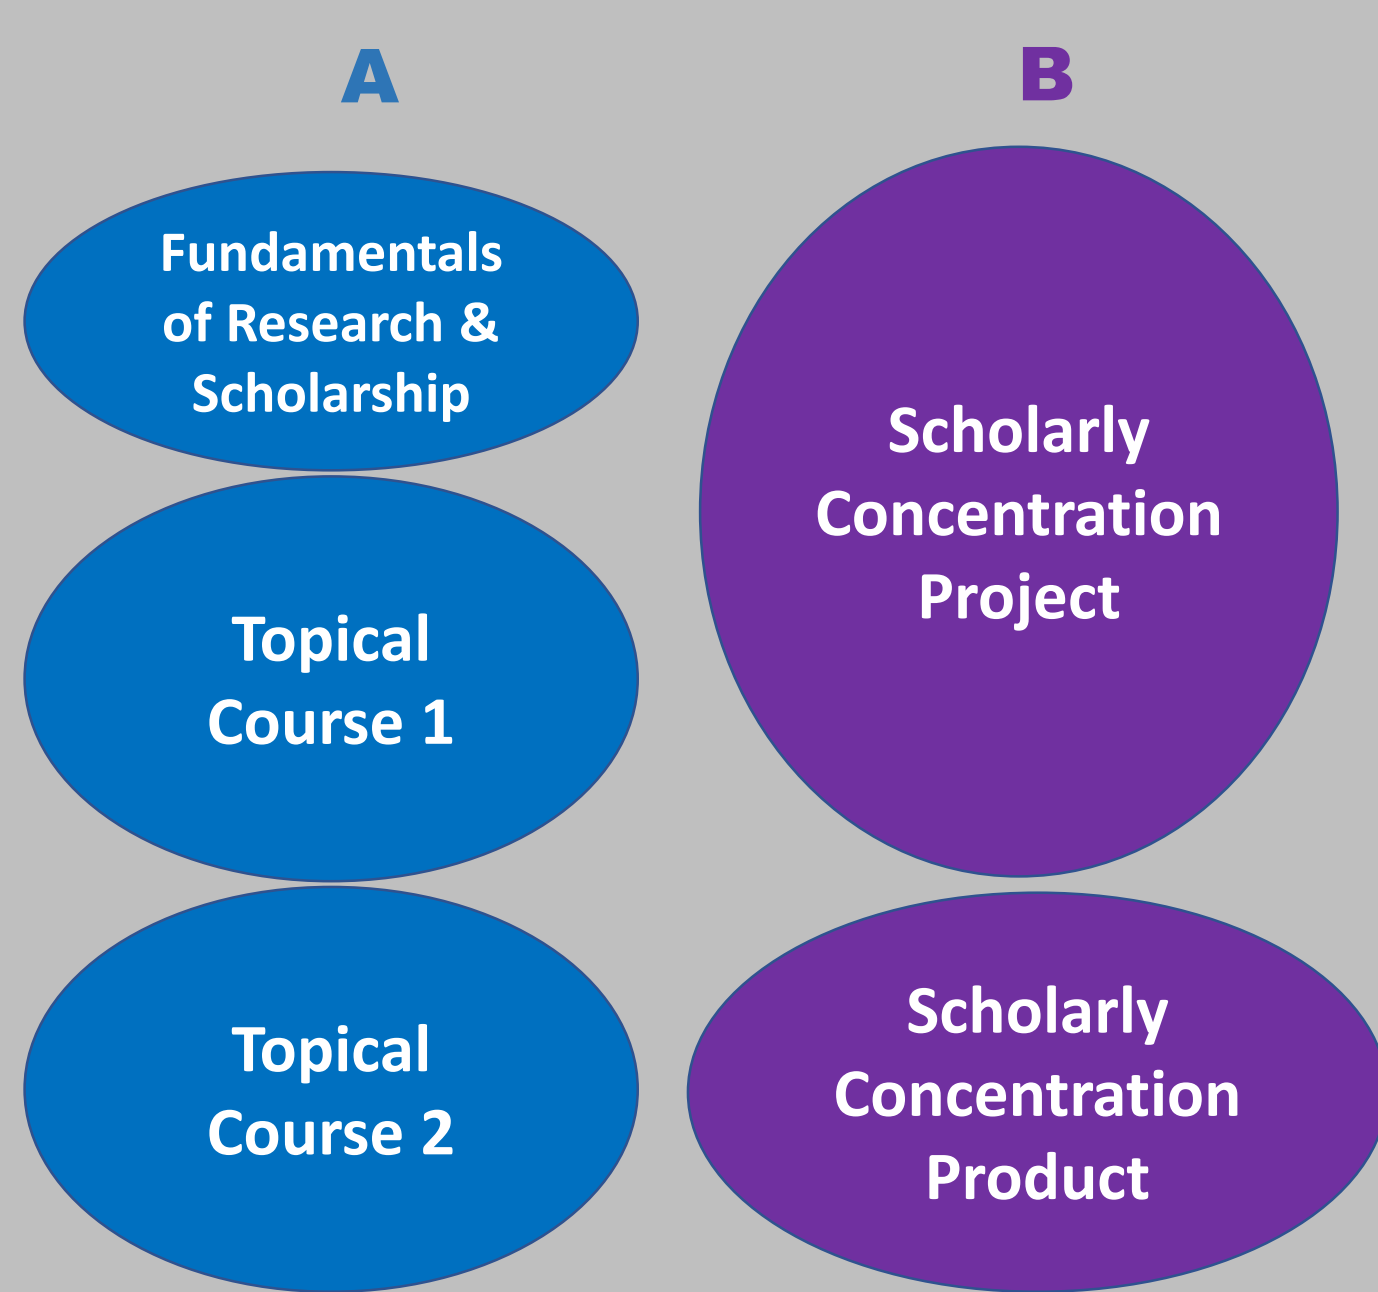 A
Fundamentals
of Research &
Scholarship
Topical
Course 1
Topical
Course 2
B
Scholarly
Concentration
Project
Scholarly
Concentration
Product